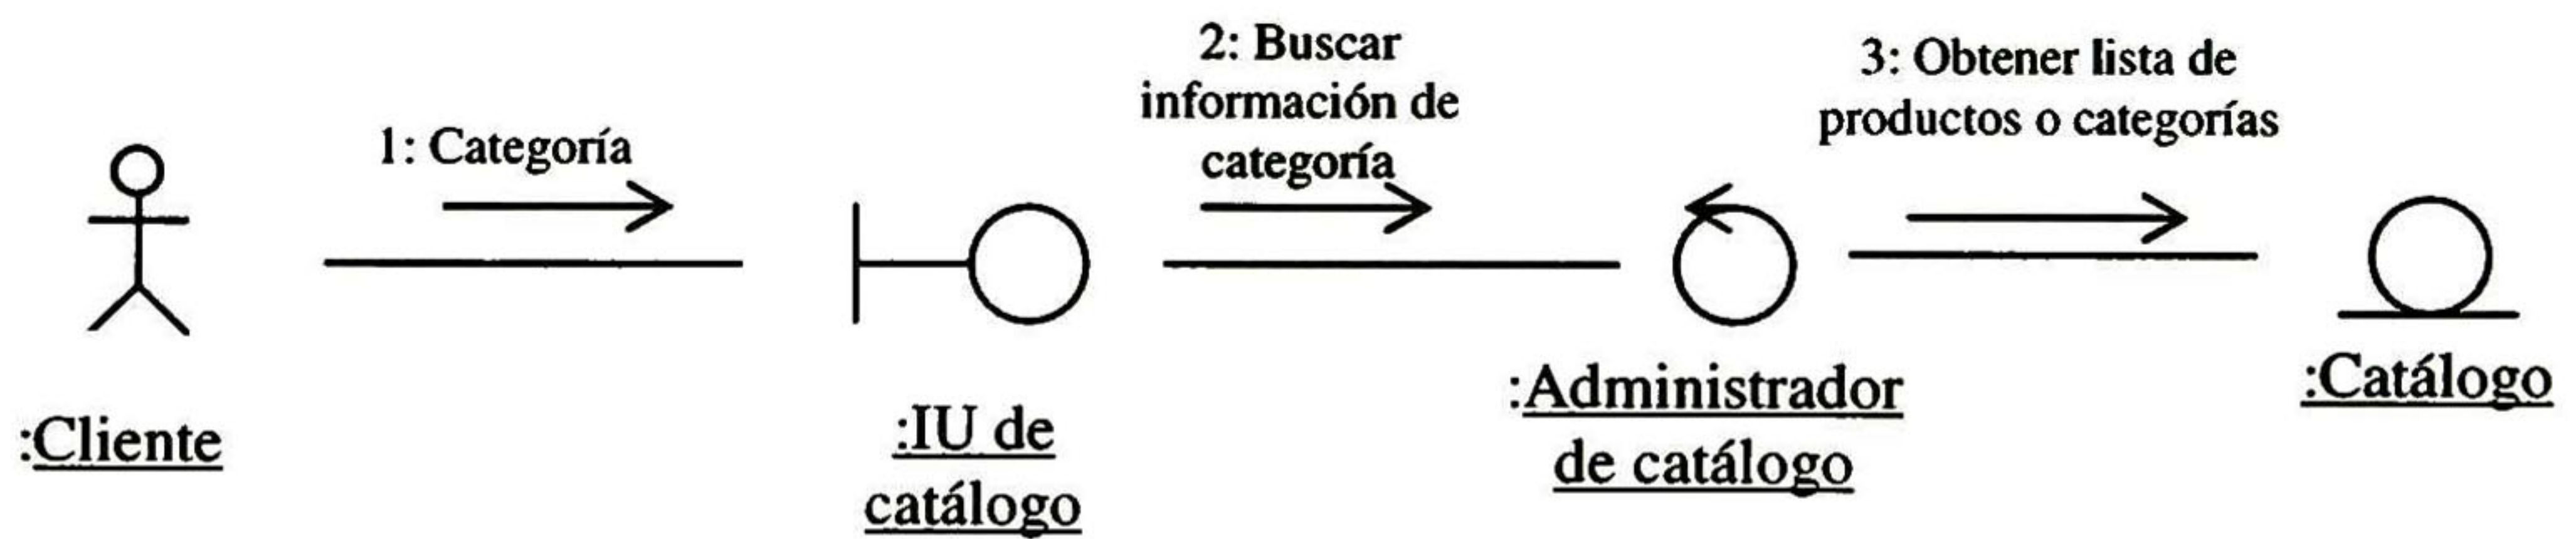 1: Categoría
2: Buscar
información de
categoría
3: Obtener lista de
productos o categorías
:Cliente
:IU de
catálogo
:Administrador
de catálogo
:Catálogo